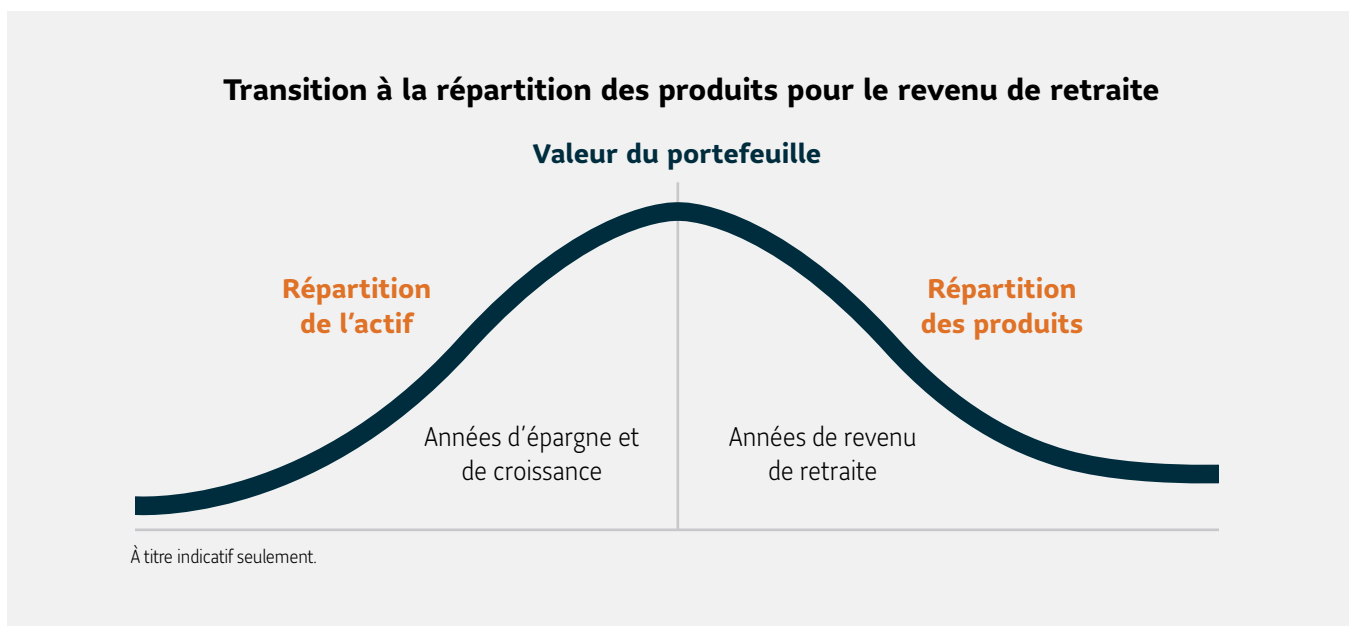 Transition à la répartition des produits pour le revenu de retraite
Valeur du portefeuille
Répartition
de l’actif
Répartition
des produits
Années d’épargne et
de croissance
Années de revenu
de retraite
À titre indicatif seulement.